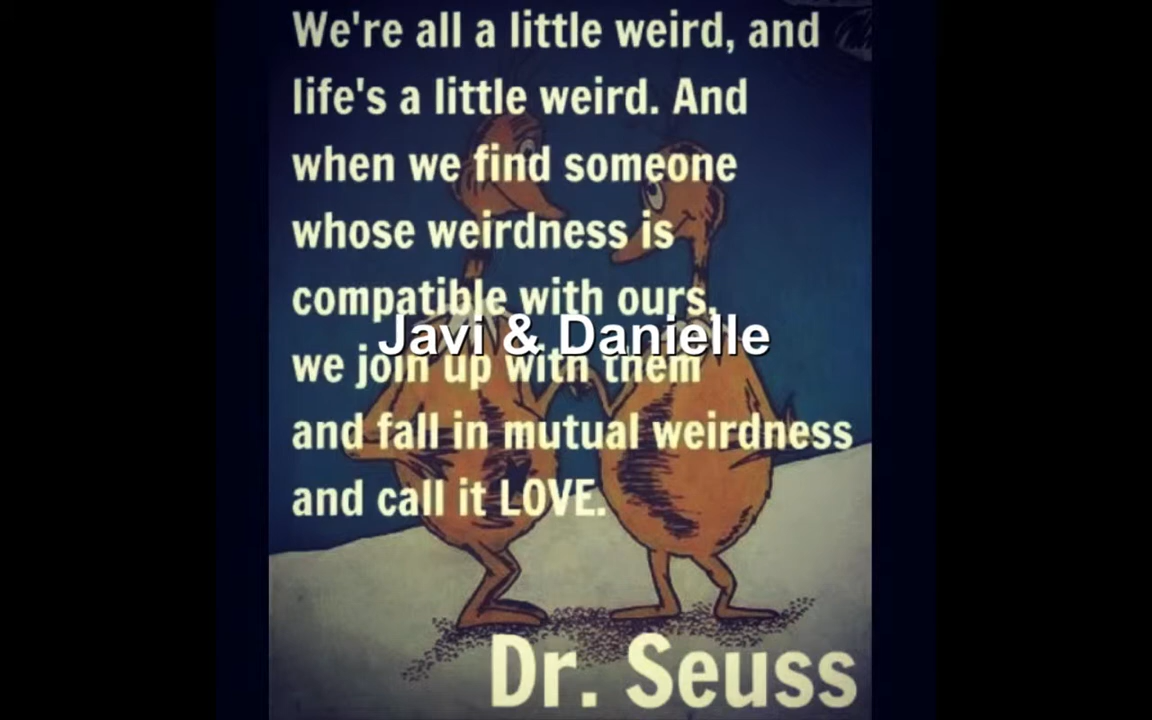 We're all a little weird, and
life's a little weird. And
when we find someone
whose weirdness is
compatible with ours,
Javi & Danielle
we join up with them
and fall in mutual weirdness
and call it LOVE.
Dr. Seuss